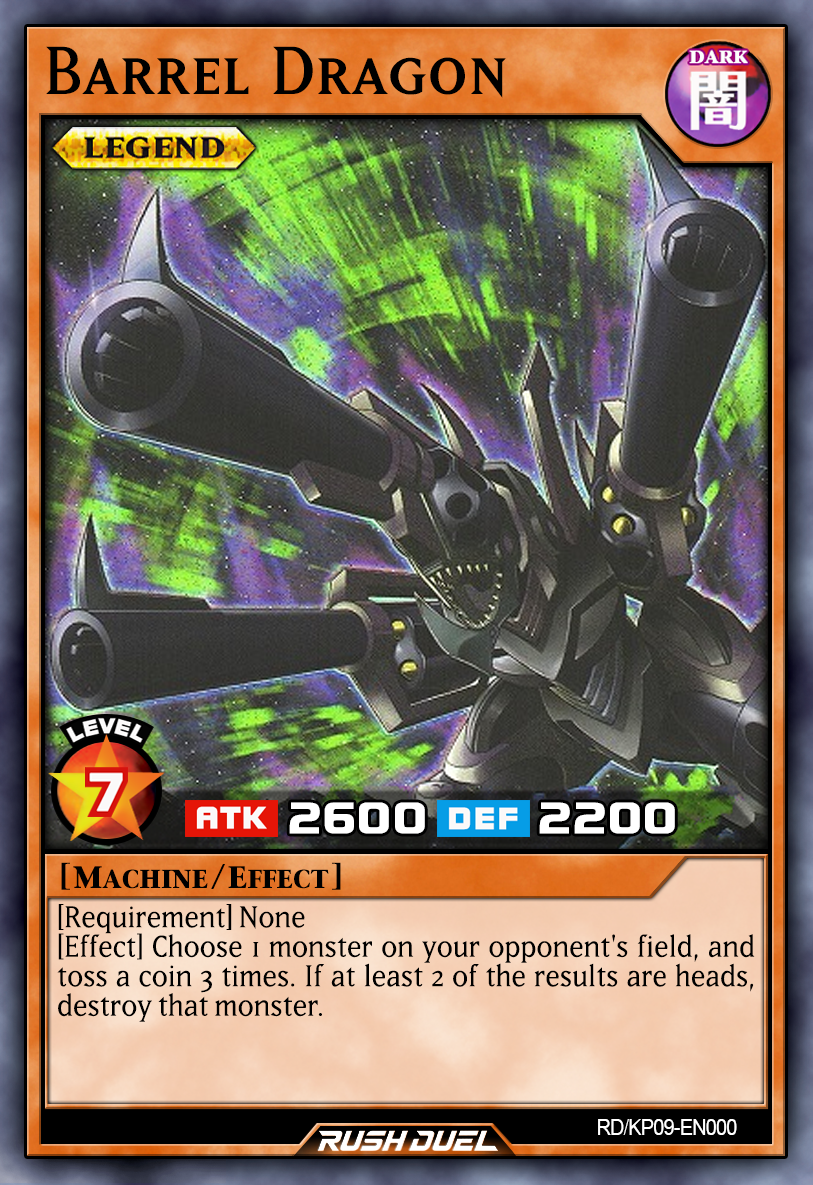 Barrel Dragon
DARK
闇
LEGEND
LEVEL
7
ATK 2600 DEF 2200
[Machine/Effect]
[Requirement] None
[Effect] Choose 1 monster on your opponent's field, and
toss a coin 3 times. If at least 2 of the results are heads,
destroy that monster.
RD/KP09-EN000
RUSH DUEL